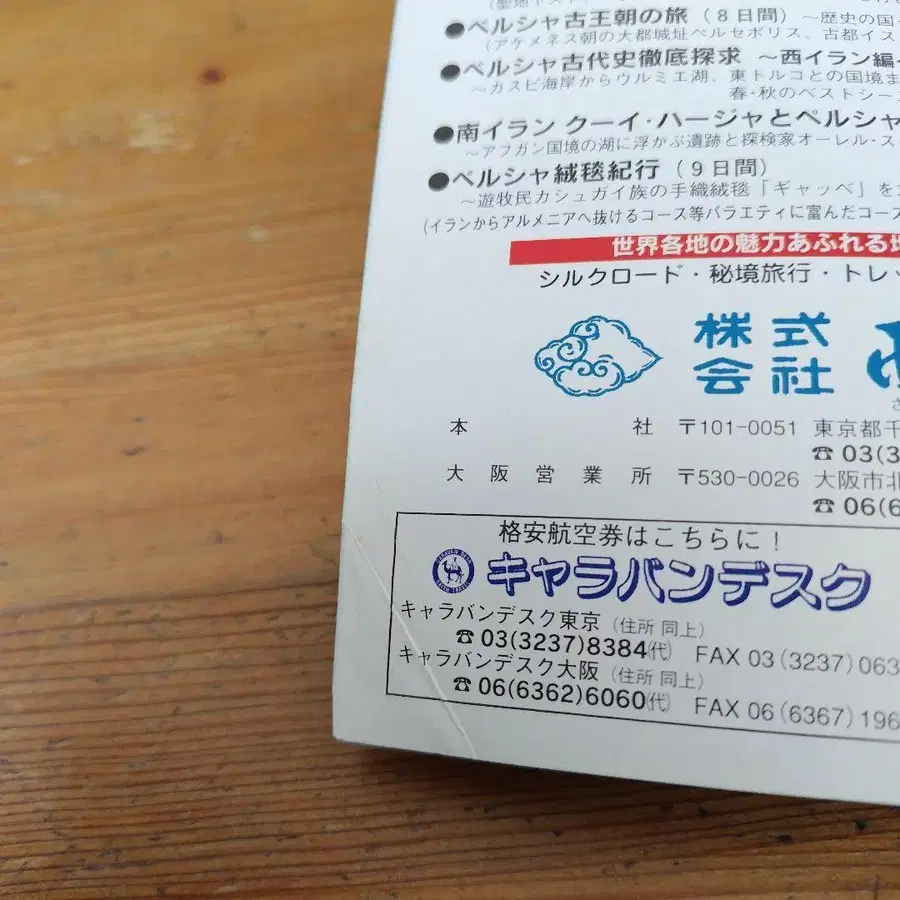 ●ペルシャ古王朝の旅(8日間)~歴史の国
(アケメネス朝の大都城址ペルセポリス、古都イス
●ペルシャ古代史徹底探求 ~西イラン編
~カスピ海岸からウルミエ湖、東トルコとの国境ま
春・秋のベストシー
●南イラン クーイ・ハージャとペルシャ
~アフガン国境の湖に浮かぶ遺跡と探検家オーレル・ス
●ペルシャ絨毯紀行(9日間)
~遊牧民カシュガイ族の手織絨毯「ギャッベ」を
(イランからアルメニアへ抜けるコース等バラエティに富んだコース
世界各地の魅力あふれる地
シルクロード・秘境旅行・トレッ
株式会社
本社 〒101-0051 東京都千
☎ 03(3
大阪営業所 〒530-0026 大阪市北
☎ 06(6
格安航空券はこちらに!
キャラバンデスク
キャラバンデスク東京(住所 同上)
☎ 03(3237)8384(代) FAX 03(3237)063
キャラバンデスク大阪(住所 同上)
☎ 06(6362)6060(代) FAX 06(6367)196